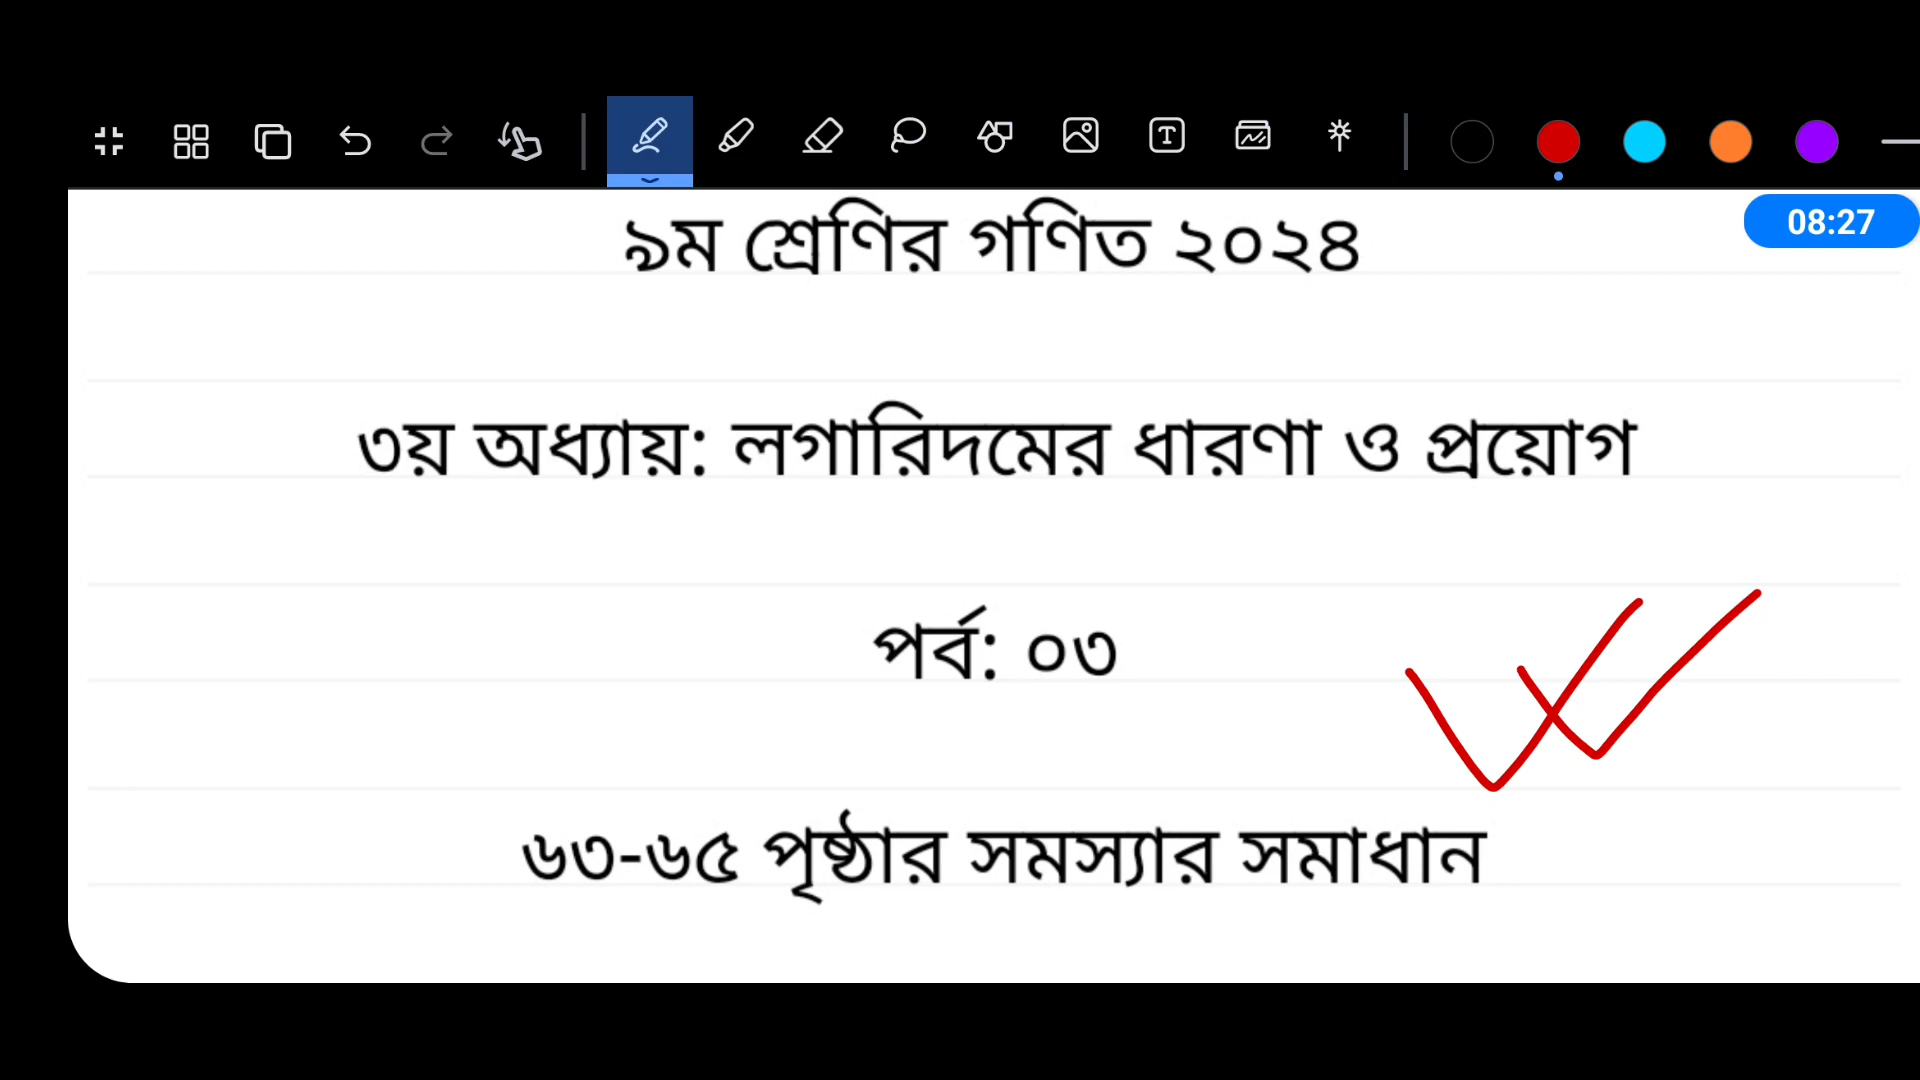 08:27
৯ম শ্রেণির গণিত ২০২৪
৩য় অধ্যায়: লগারিদমের ধারণা ও প্রয়োগ
পর্ব: ০৩
৬৩-৬৫ পৃষ্ঠার সমস্যার সমাধান